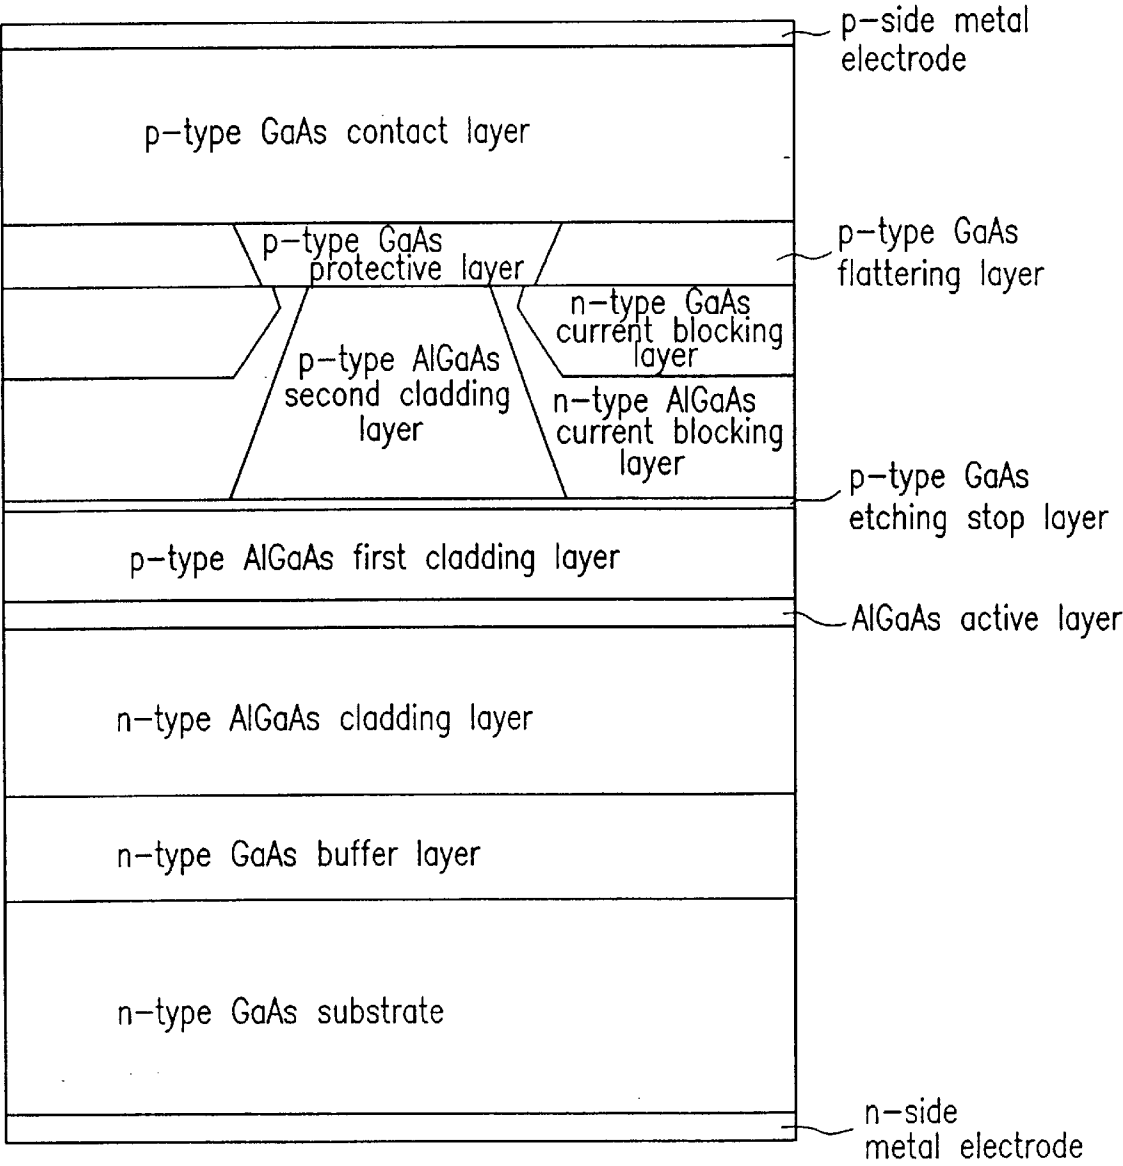 p-side metal
electrode
p-type GaAs contact layer
p-type GaAs
flattering layer
p-type GaAs
protective layer
n-type GaAs
current blocking
layer
p-type AlGaAs
second cladding
layer
n-type AlGaAs
current blocking
layer
p-type GaAs
etching stop layer
p-type AlGaAs first cladding layer
AlGaAs active layer
n-type AlGaAs cladding layer
n-type GaAs buffer layer
n-type GaAs substrate
n-side
metal electrode